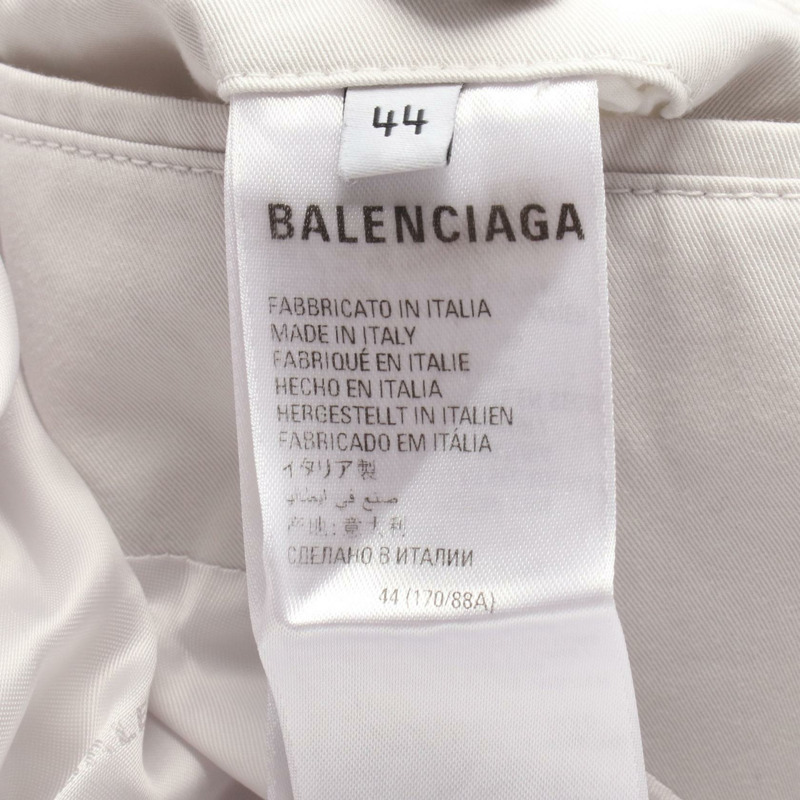 44
BALENCIAGA
FABBRICATO IN ITALIA
MADE IN ITALY
FABRIQUÉ EN ITALIE
HECHO EN ITALIA
HERGESTELLT IN ITALIEN
FABRICADO EM ITÁLIA
イタリア製
صنع في ايطاليا
产地: 意大利
СДЕЛАНО В ИТАЛИИ
44 (170/88A)